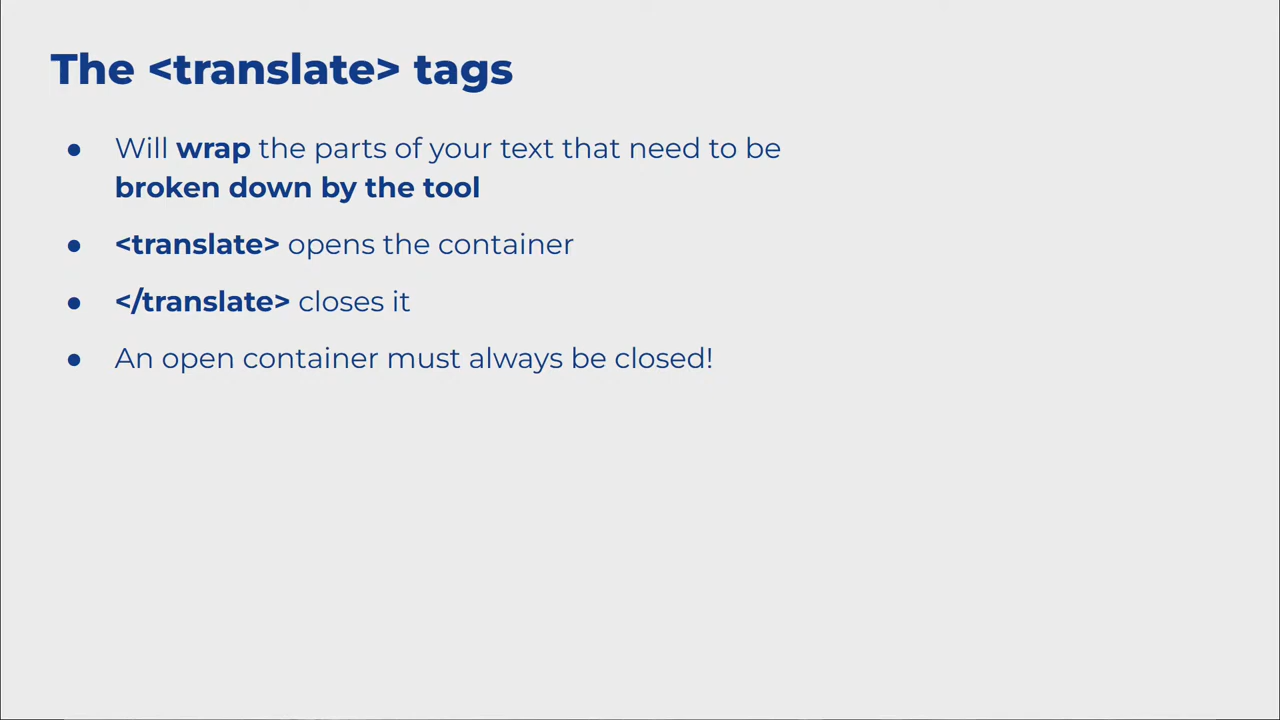 The <translate> tags
● Will wrap the parts of your text that need to be
broken down by the tool
● <translate> opens the container
● </translate> closes it
● An open container must always be closed!